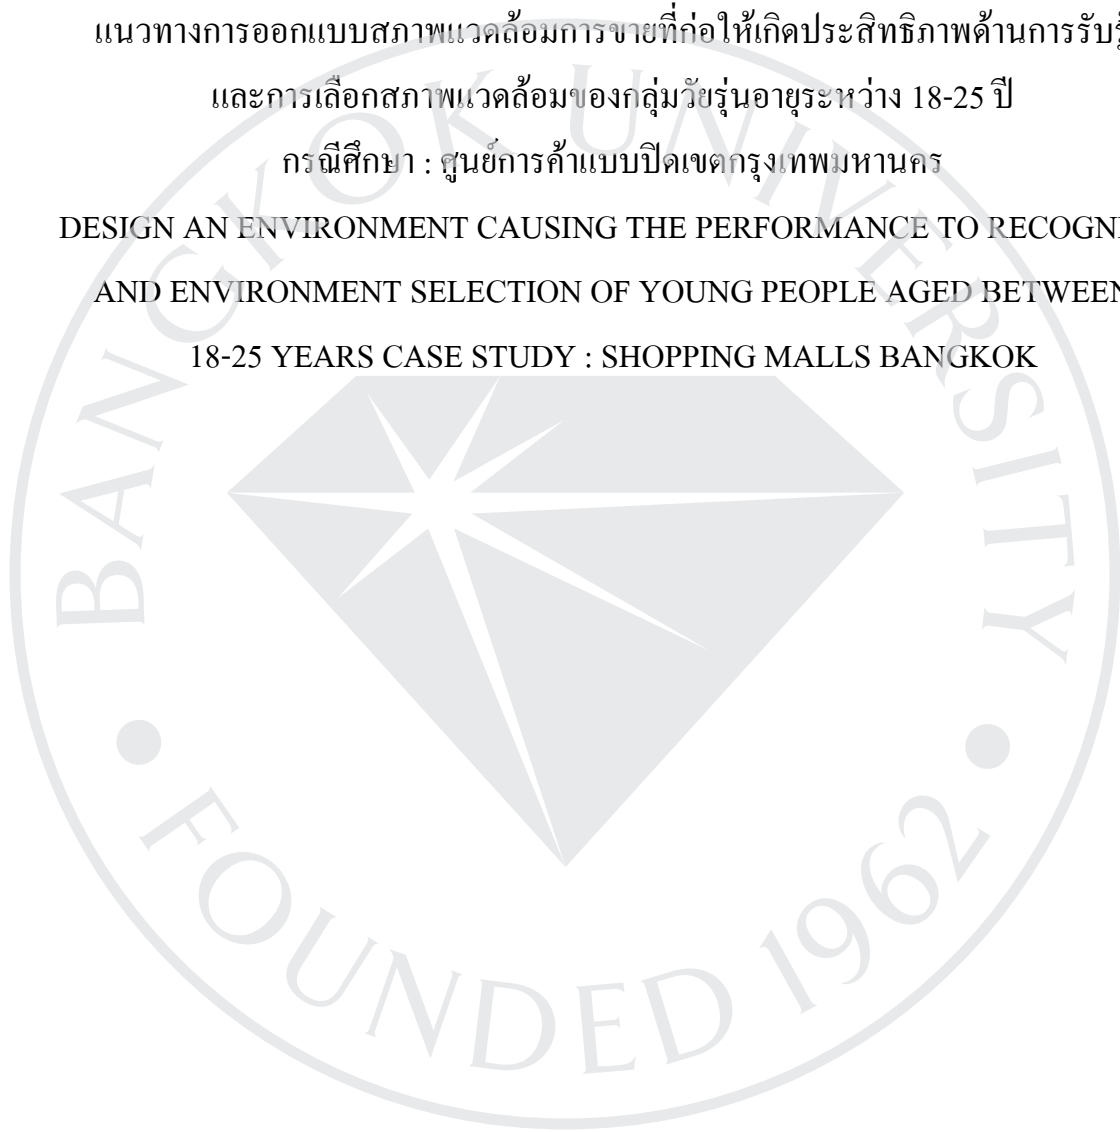 แนวทางการออกแบบสภาพแวดล้อมการขายที่ก่อให้เกิดประสิทธิภาพด้านการรับรู้
และการเลือกสภาพแวดล้อมของกลุ่มวัยรุ่นอายุระหว่าง 18-25 ปี
กรณีศึกษา : ศูนย์การค้าแบบปิดเขตกรุงเทพมหานคร
DESIGN AN ENVIRONMENT CAUSING THE PERFORMANCE TO
AND ENVIRONMENT SELECTION OF YOUNG PEOPLE AGED BETWEEN
18-25 YEARS CASE STUDY : SHOPPING MALLS BANGKOK
BANGKOK UNIVERSITY
FOUNDED 1962